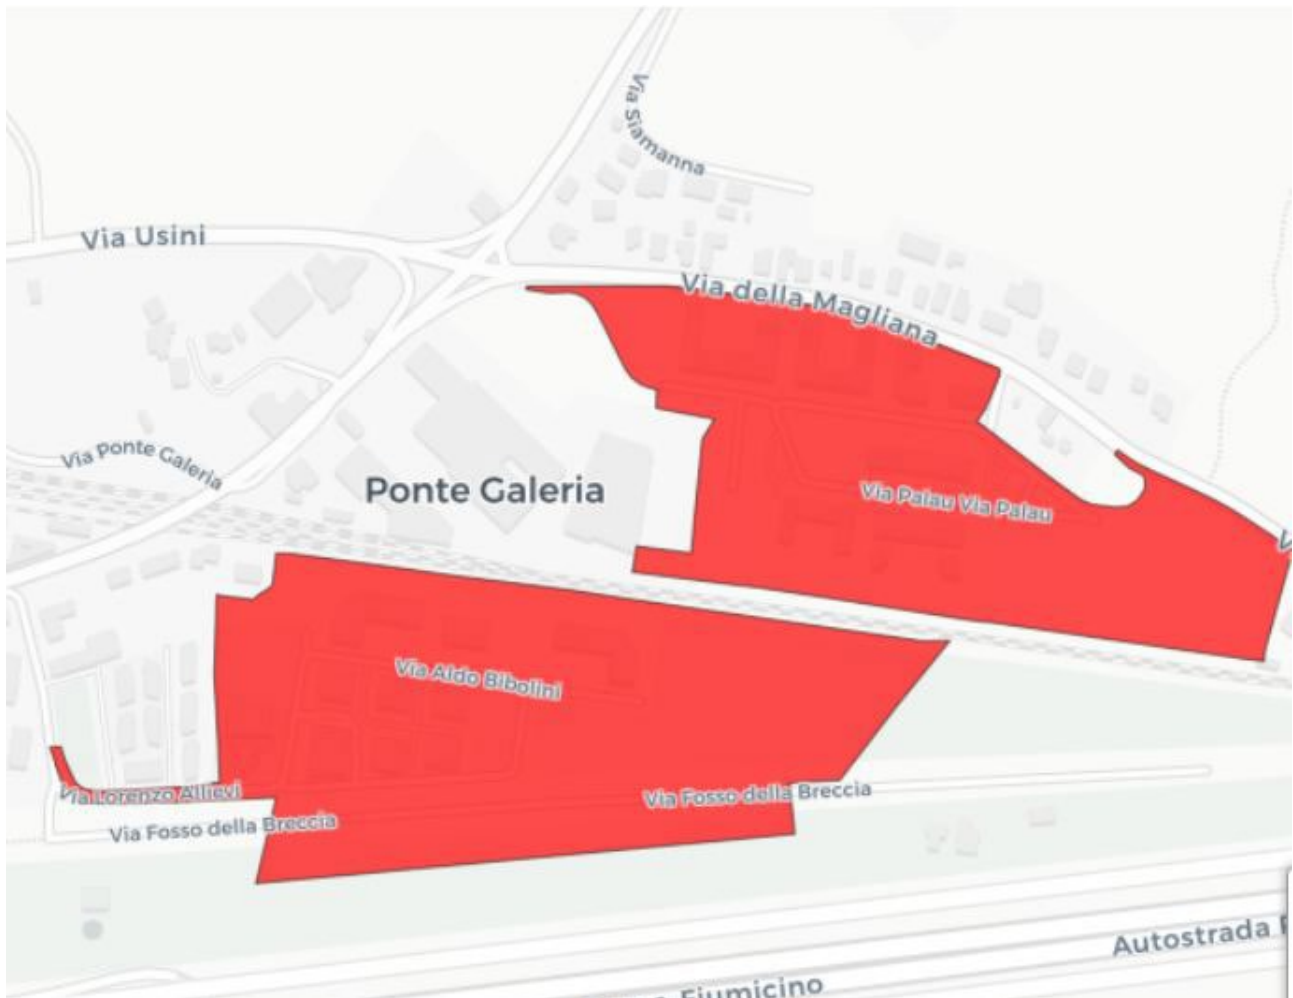 Via Siamanna
Via Usini
Via della Magliana
Via Ponte Galeria
Ponte Galeria
Via Palau Via Palau
Via Aldo Bibolini
Via Lorenzo Allievi
Via Fosso della Breccia
Via Fosso della Breccia
Autostrada
Fiumicino